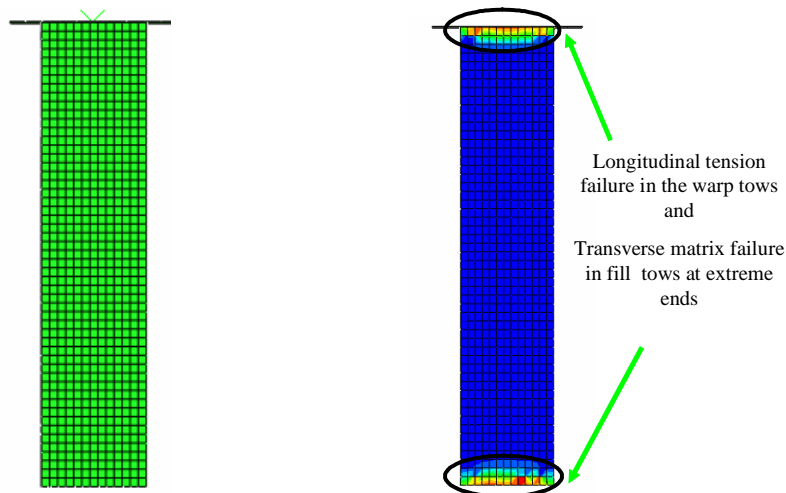 Longitudinal tension
failure in the warp tows
and
Transverse matrix failure
in fill tows at extreme
ends